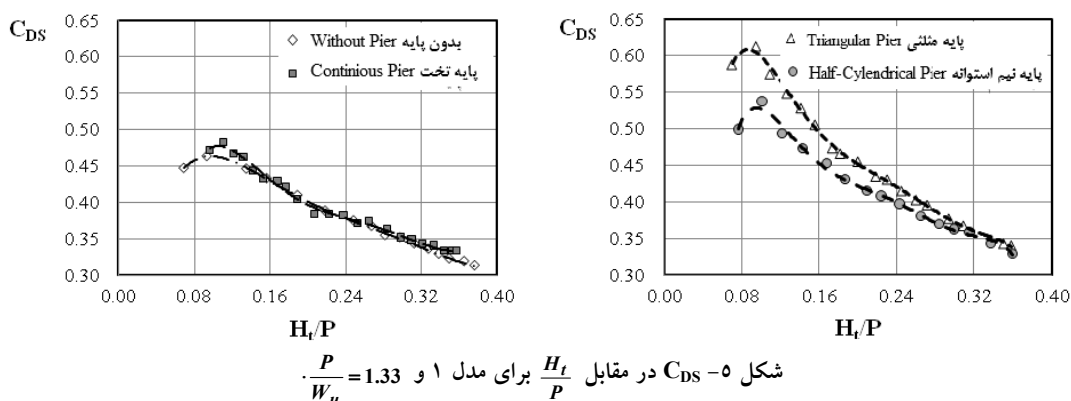 C_DS
0.65
0.60
0.55
0.50
0.45
0.40
0.35
0.30
Without Pier بدون پایه
Continious Pier پایه تخت
0.00 0.08 0.16 0.24 0.32 0.40
H_t/P
C_DS
0.65
0.60
0.55
0.50
0.45
0.40
0.35
0.30
Triangular Pier پایه مثلثی
Half-Cylendrical Pier پایه نیم استوانه
0.00 0.08 0.16 0.24 0.32 0.40
H_t/P
شکل ۵- C_DS در مقابل H_t/P برای مدل ۱ و P/W_u = 1.33.